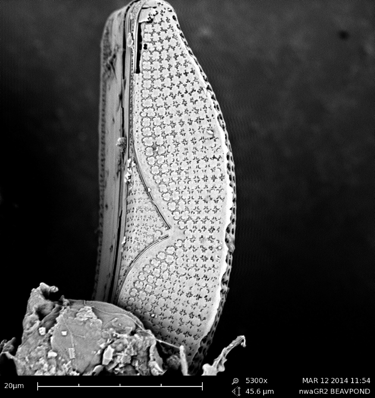 20µm
5300x
MAR 12 2014 11:54
45.6 µm
nwaGR2 BEAVPOND